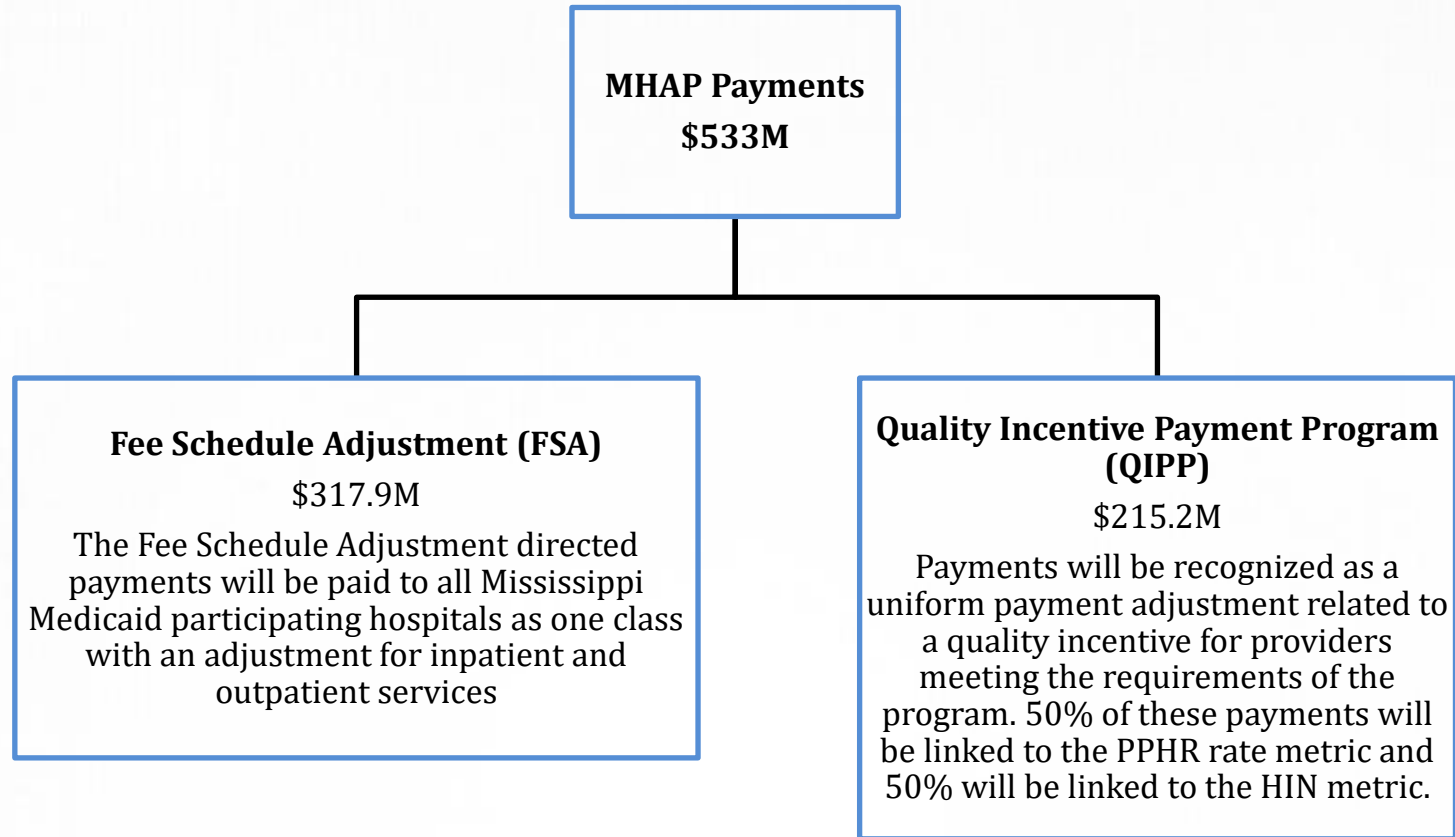 MHAP Payments
$533M
Fee Schedule Adjustment (FSA)
$317.9M
The Fee Schedule Adjustment directed
payments will be paid to all Mississippi
Medicaid participating hospitals as one class
with an adjustment for inpatient and
outpatient services
Quality Incentive Payment Program
(QIPP)
$215.2M
Payments will be recognized as a
uniform payment adjustment related to
a quality incentive for providers
meeting the requirements of the
program. 50% of these payments will
be linked to the PPHR rate metric and
50% will be linked to the HIN metric.